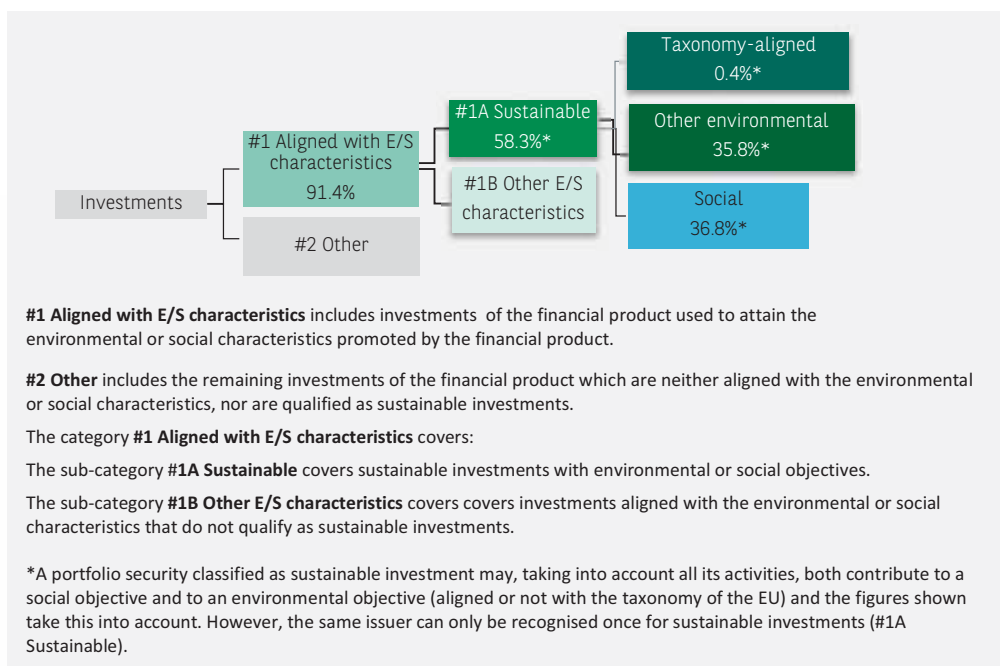 Taxonomy-aligned
0.4%*
#1A Sustainable
58.3%*
Other environmental
35.8%*
#1 Aligned with E/S
characteristics
91.4%
#1B Other E/S
characteristics
Investments
Social
36.8%*
#2 Other
#1 Aligned with E/S characteristics includes investments of the financial product used to attain the
environmental or social characteristics promoted by the financial product.
#2 Other includes the remaining investments of the financial product which are neither aligned with the environmental
or social characteristics, nor are qualified as sustainable investments.
The category #1 Aligned with E/S characteristics covers:
The sub-category #1A Sustainable covers sustainable investments with environmental or social objectives.
The sub-category #1B Other E/S characteristics covers covers investments aligned with the environmental or social
characteristics that do not qualify as sustainable investments.
*A portfolio security classified as sustainable investment may, taking into account all its activities, both contribute to a
social objective and to an environmental objective (aligned or not with the taxonomy of the EU) and the figures shown
take this into account. However, the same issuer can only be recognised once for sustainable investments (#1A
Sustainable).